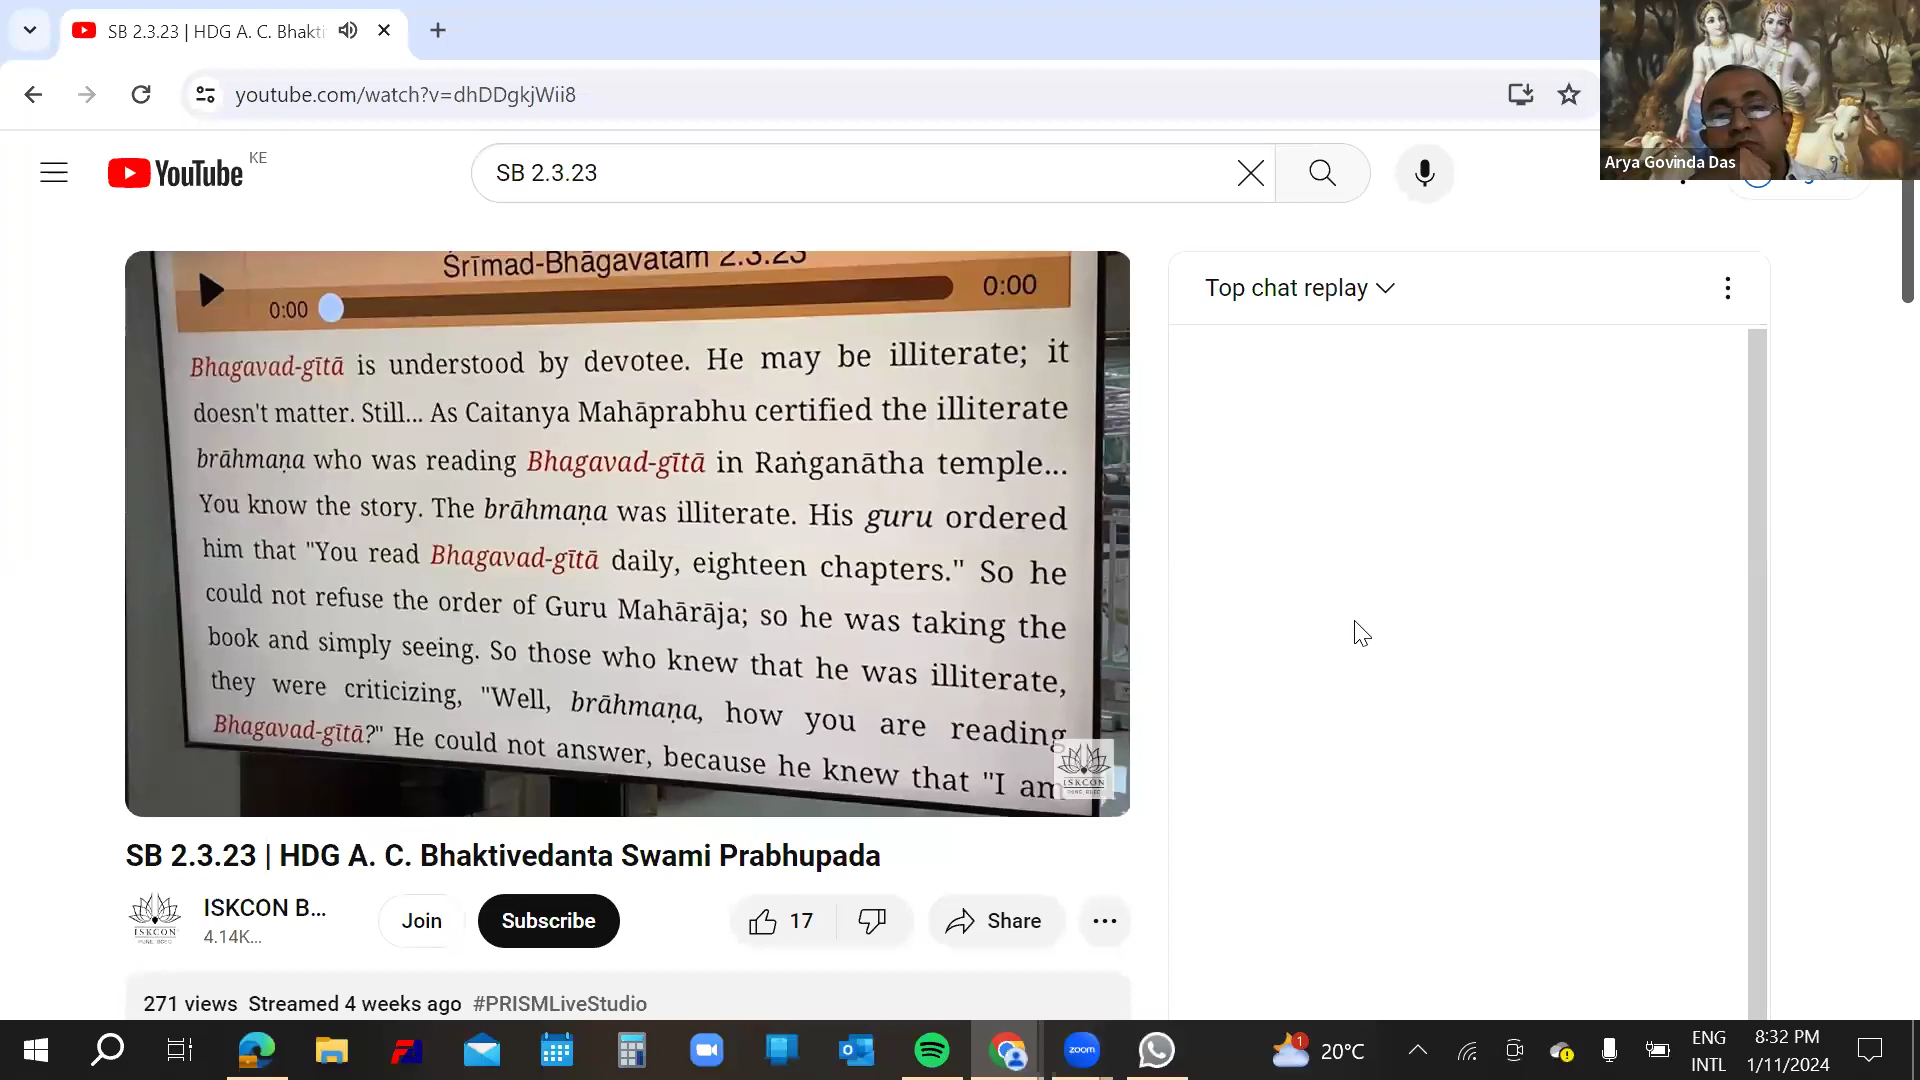 SB 2.3.23 | HDG A. C. Bhakti
youtube.com/watch?v=dhDDgkjWii8
YouTube KE
SB 2.3.23
Arya Govinda Das
Śrīmad-Bhāgavatam 2.3.23
0:00 0:00
Bhagavad-gītā is understood by devotee. He may be illiterate; it
doesn't matter. Still... As Caitanya Mahāprabhu certified the illiterate
brāhmaṇa who was reading Bhagavad-gītā in Raṅganātha temple...
You know the story. The brāhmaṇa was illiterate. His guru ordered
him that "You read Bhagavad-gītā daily, eighteen chapters." So he
could not refuse the order of Guru Mahārāja; so he was taking the
book and simply seeing. So those who knew that he was illiterate,
they were criticizing, "Well, brāhmaṇa, how you are reading
Bhagavad-gītā?" He could not answer, because he knew that "I am
ISKCON
Top chat replay
SB 2.3.23 | HDG A. C. Bhaktivedanta Swami Prabhupada
ISKCON
ISKCON B...
4.14K...
Join
Subscribe
17
Share
271 views Streamed 4 weeks ago #PRISMLiveStudio
zoom
1
20°C
ENG
INTL
8:32 PM
1/11/2024